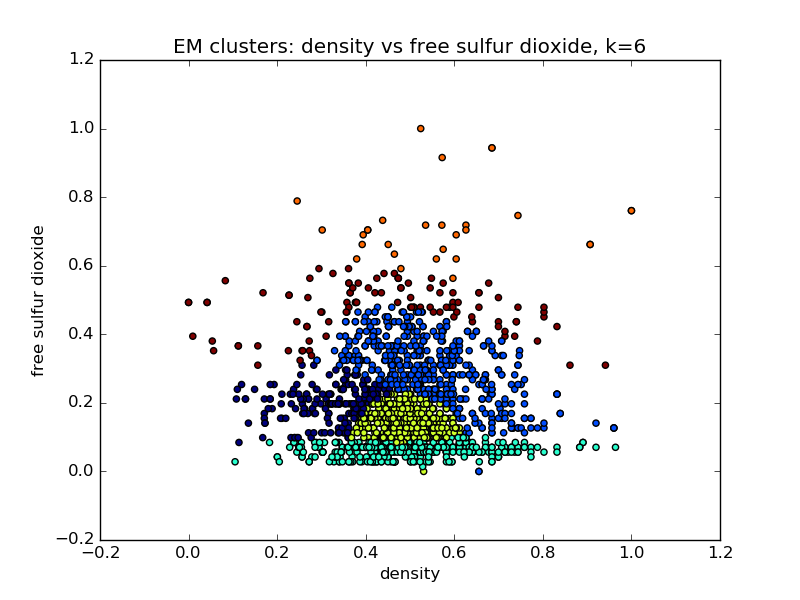 EM clusters: density vs free sulfur dioxide, k=6
1.2
1.0
0.8
0.6
0.4
0.2
0.0
−0.2
free sulfur dioxide
−0.2 0.0 0.2 0.4 0.6 0.8 1.0 1.2
density